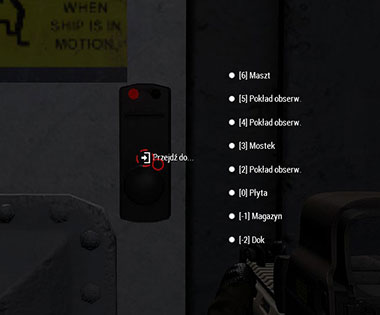 WHEN
SHIP IS IN
MOTION.
Przejdź do...
[6] Maszt
[5] Pokład obserw.
[4] Pokład obserw.
[3] Mostek
[2] Pokład obserw.
[0] Płyta
[-1] Magazyn
[-2] Dok